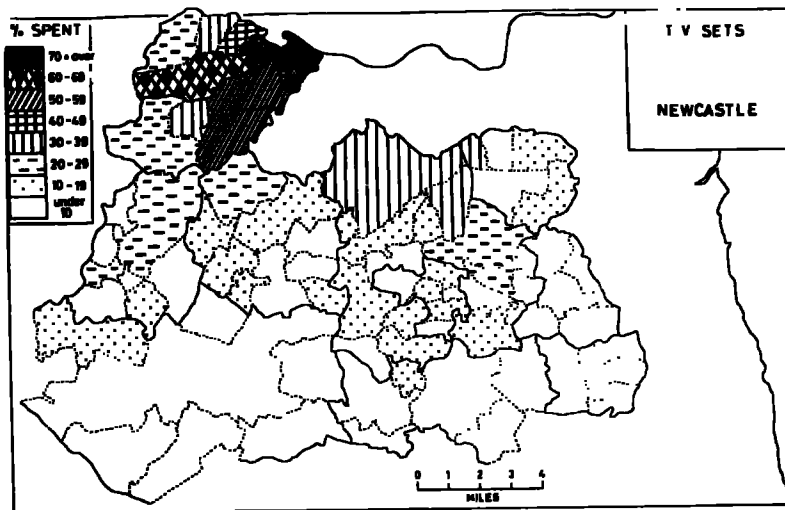 % SPENT
70 + over
60 - 69
50 - 59
40 - 49
30 - 39
20 - 29
10 - 19
under
10
T V SETS
NEWCASTLE
0 1 2 3 4
MILES